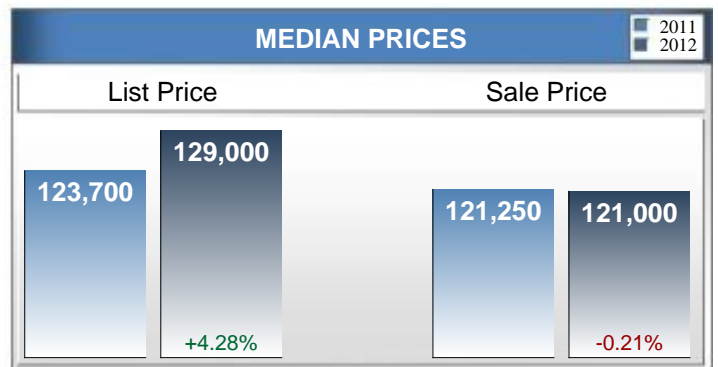 MEDIAN PRICES
2011
2012
List Price
Sale Price
123,700
129,000
+4.28%
121,250
121,000
-0.21%